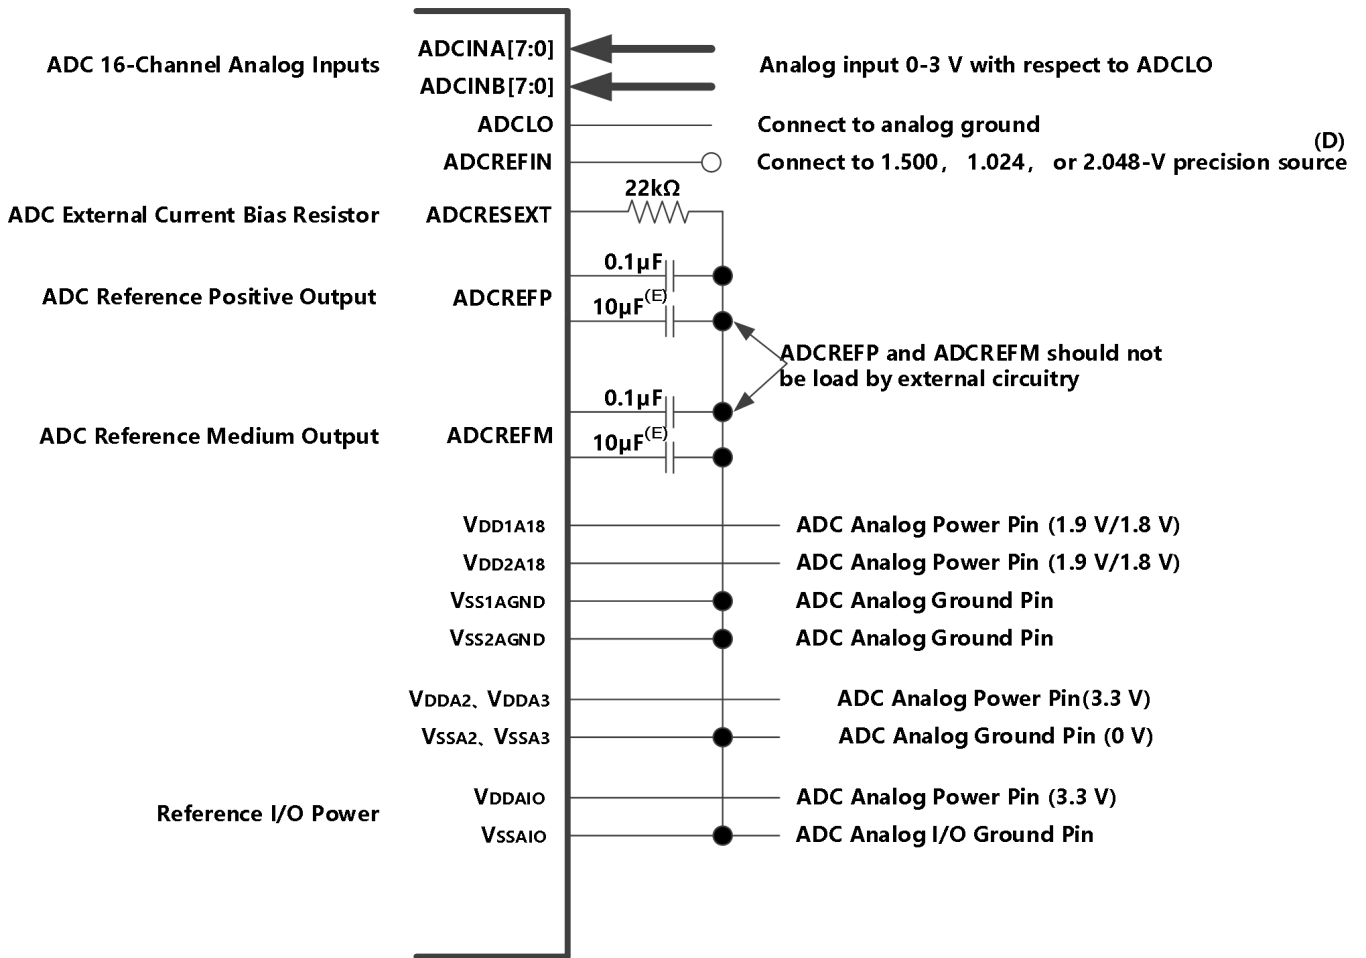 ADCINA[7:0]
ADC 16-Channel Analog Inputs
Analog input 0-3 V with respect to ADCLO
ADCINB[7:0]
ADCLO
Connect to analog ground
(D)
ADCREFIN
Connect to 1.500, 1.024, or 2.048-V precision source
22kΩ
ADC External Current Bias Resistor
ADCRESEXT
0.1μF
ADC Reference Positive Output
ADCREFP
10μF(E)
ADCREFP and ADCREFM should not
be load by external circuitry
0.1μF
ADC Reference Medium Output
ADCREFM
10μF(E)
VDD1A18
ADC Analog Power Pin (1.9 V/1.8 V)
VDD2A18
ADC Analog Power Pin (1.9 V/1.8 V)
VSS1AGND
ADC Analog Ground Pin
VSS2AGND
ADC Analog Ground Pin
VDDA2、VDDA3
ADC Analog Power Pin(3.3 V)
VSSA2、VSSA3
ADC Analog Ground Pin (0 V)
VDDAIO
ADC Analog Power Pin (3.3 V)
Reference I/O Power
VSSAIO
ADC Analog I/O Ground Pin